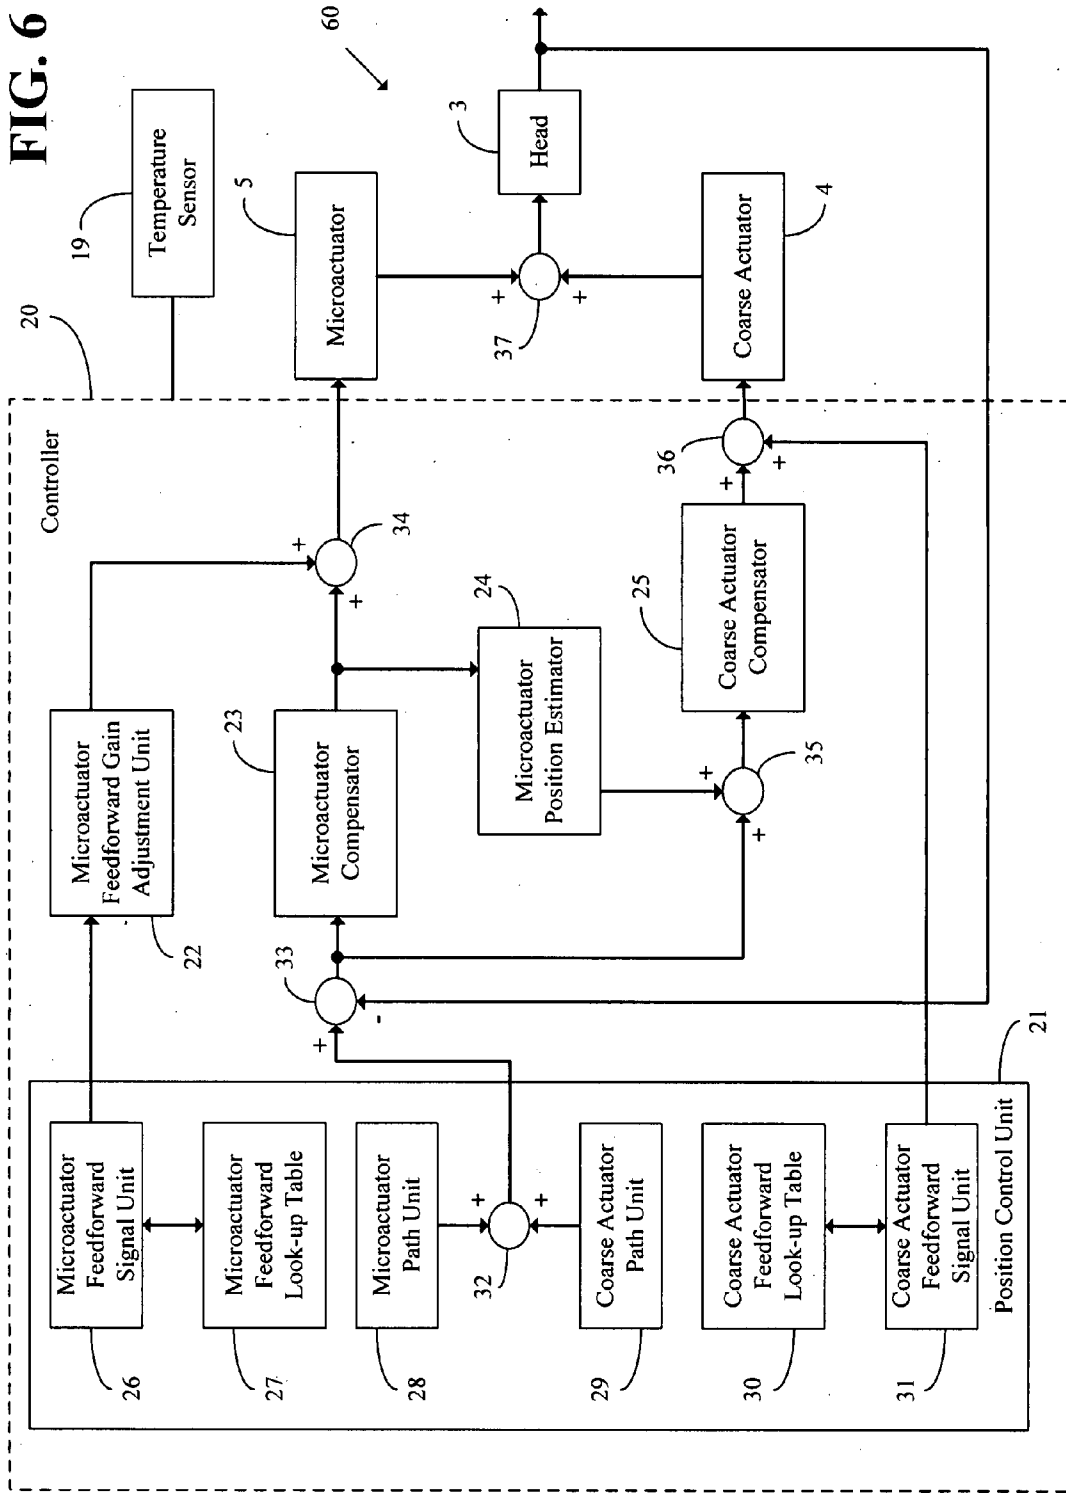 FIG. 6
60
19
Temperature
Sensor
20
Controller
5
Microactuator
3
Head
37
+
+
4
Coarse Actuator
34
+
+
36
+
+
22
Microactuator
Feedforward Gain
Adjustment Unit
23
Microactuator
Compensator
24
Microactuator
Position Estimator
25
Coarse Actuator
Compensator
33
+
-
35
+
+
21
Position Control Unit
26
Microactuator
Feedforward
Signal Unit
27
Microactuator
Feedforward
Look-up Table
28
Microactuator
Path Unit
32
+
+
29
Coarse Actuator
Path Unit
30
Coarse Actuator
Feedforward
Look-up Table
31
Coarse Actuator
Feedforward
Signal Unit